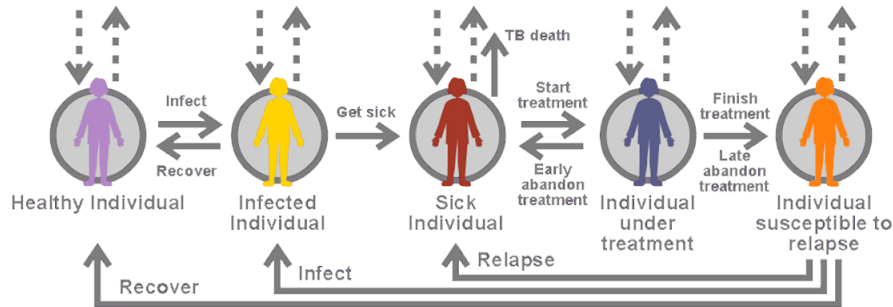 TB death
Infect
Recover
Get sick
Start
treatment
Early
abandon
treatment
Finish
treatment
Late
abandon
treatment
Healthy Individual
Infected
Individual
Sick
Individual
Individual
under
treatment
Individual
susceptible to
relapse
Relapse
Infect
Recover